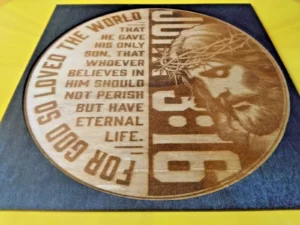 FOR GOD SO LOVED THE WORLD
THAT
HE GAVE
HIS ONLY
SON, THAT
WHOEVER
BELIEVES IN
HIM SHOULD
NOT PERISH
BUT HAVE
ETERNAL
LIFE.
JOHN
3:16